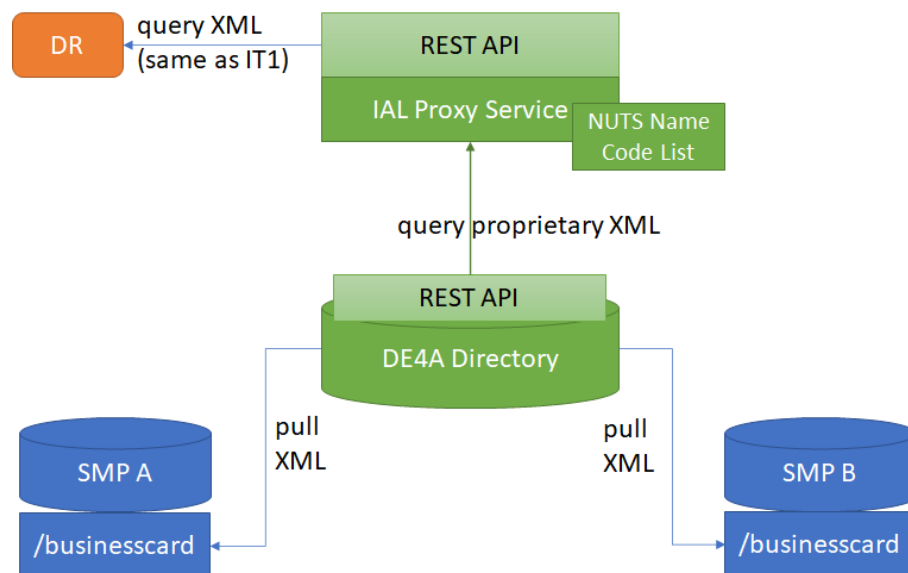 DR
query XML
(same as IT1)
REST API
IAL Proxy Service
NUTS Name
Code List
query proprietary XML
REST API
DE4A Directory
pull
XML
pull
XML
SMP A
/businesscard
SMP B
/businesscard